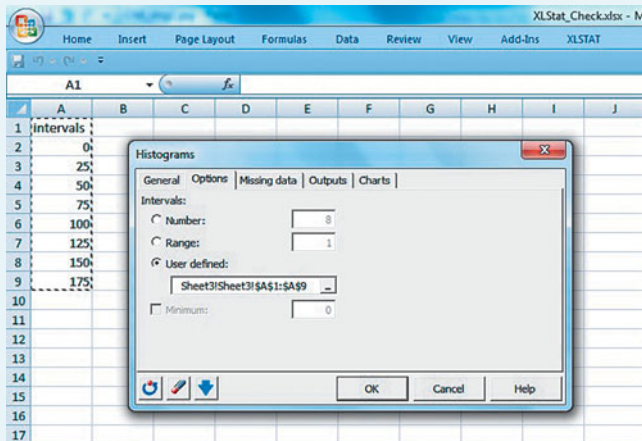 XLStat_Check.xlsx - M
Home Insert Page Layout Formulas Data Review View Add-Ins XLSTAT
A1 fx
A B C D E F G H I J
1 intervals
2 0
3 25
4 50
5 75
6 100
7 125
8 150
9 175
10
11
12
13
14
15
16
17
Histograms
General Options Missing data Outputs Charts
Intervals:
Number: 8
Range: 1
User defined:
Sheet3!Sheet3!$A$1:$A$9 _
Minimum: 0
OK Cancel Help